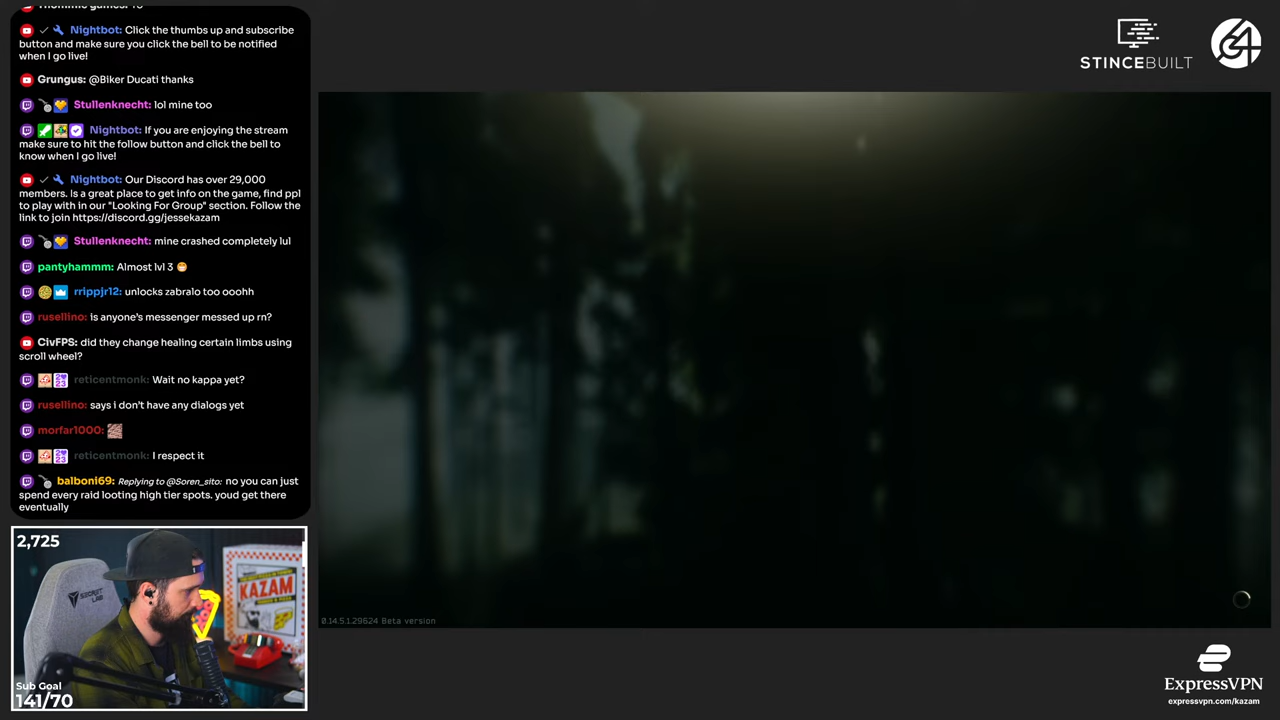 Nightbot: Click the thumbs up and subscribe
button and make sure you click the bell to be notified
when I go live!
Grungus: @Biker Ducati thanks
Stullenknecht: lol mine too
Nightbot: If you are enjoying the stream
make sure to hit the follow button and click the bell to
know when I go live!
Nightbot: Our Discord has over 29,000
members. Is a great place to get info on the game, find ppl
to play with in our "Looking For Group" section. Follow the
link to join https://discord.gg/jessekazam
Stullenknecht: mine crashed completely lul
pantyhammm: Almost lvl 3
rrippjr12: unlocks zabralo too ooohh
rusellino: is anyone's messenger messed up rn?
CivFPS: did they change healing certain limbs using
scroll wheel?
reticentmonk: Wait no kappa yet?
rusellino: says i don't have any dialogs yet
morfar1000:
reticentmonk: I respect it
balboni69: Replying to @Soren_sito: no you can just
spend every raid looting high tier spots. youd get there
eventually
2,725
SECRET
LAB
KAZAM
Sub Goal
141/70
STINCEBUILT
G4
0.14.5.1.29624 Beta version
ExpressVPN
expressvpn.com/kazam